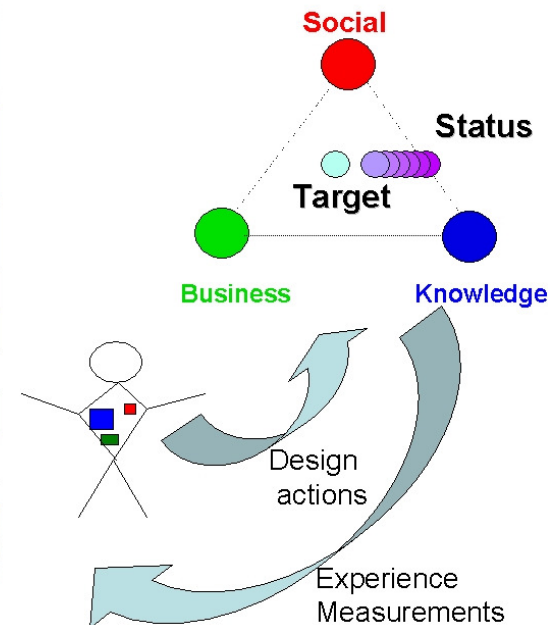 Social
Status
Target
Business
Knowledge
Design
actions
Experience
Measurements